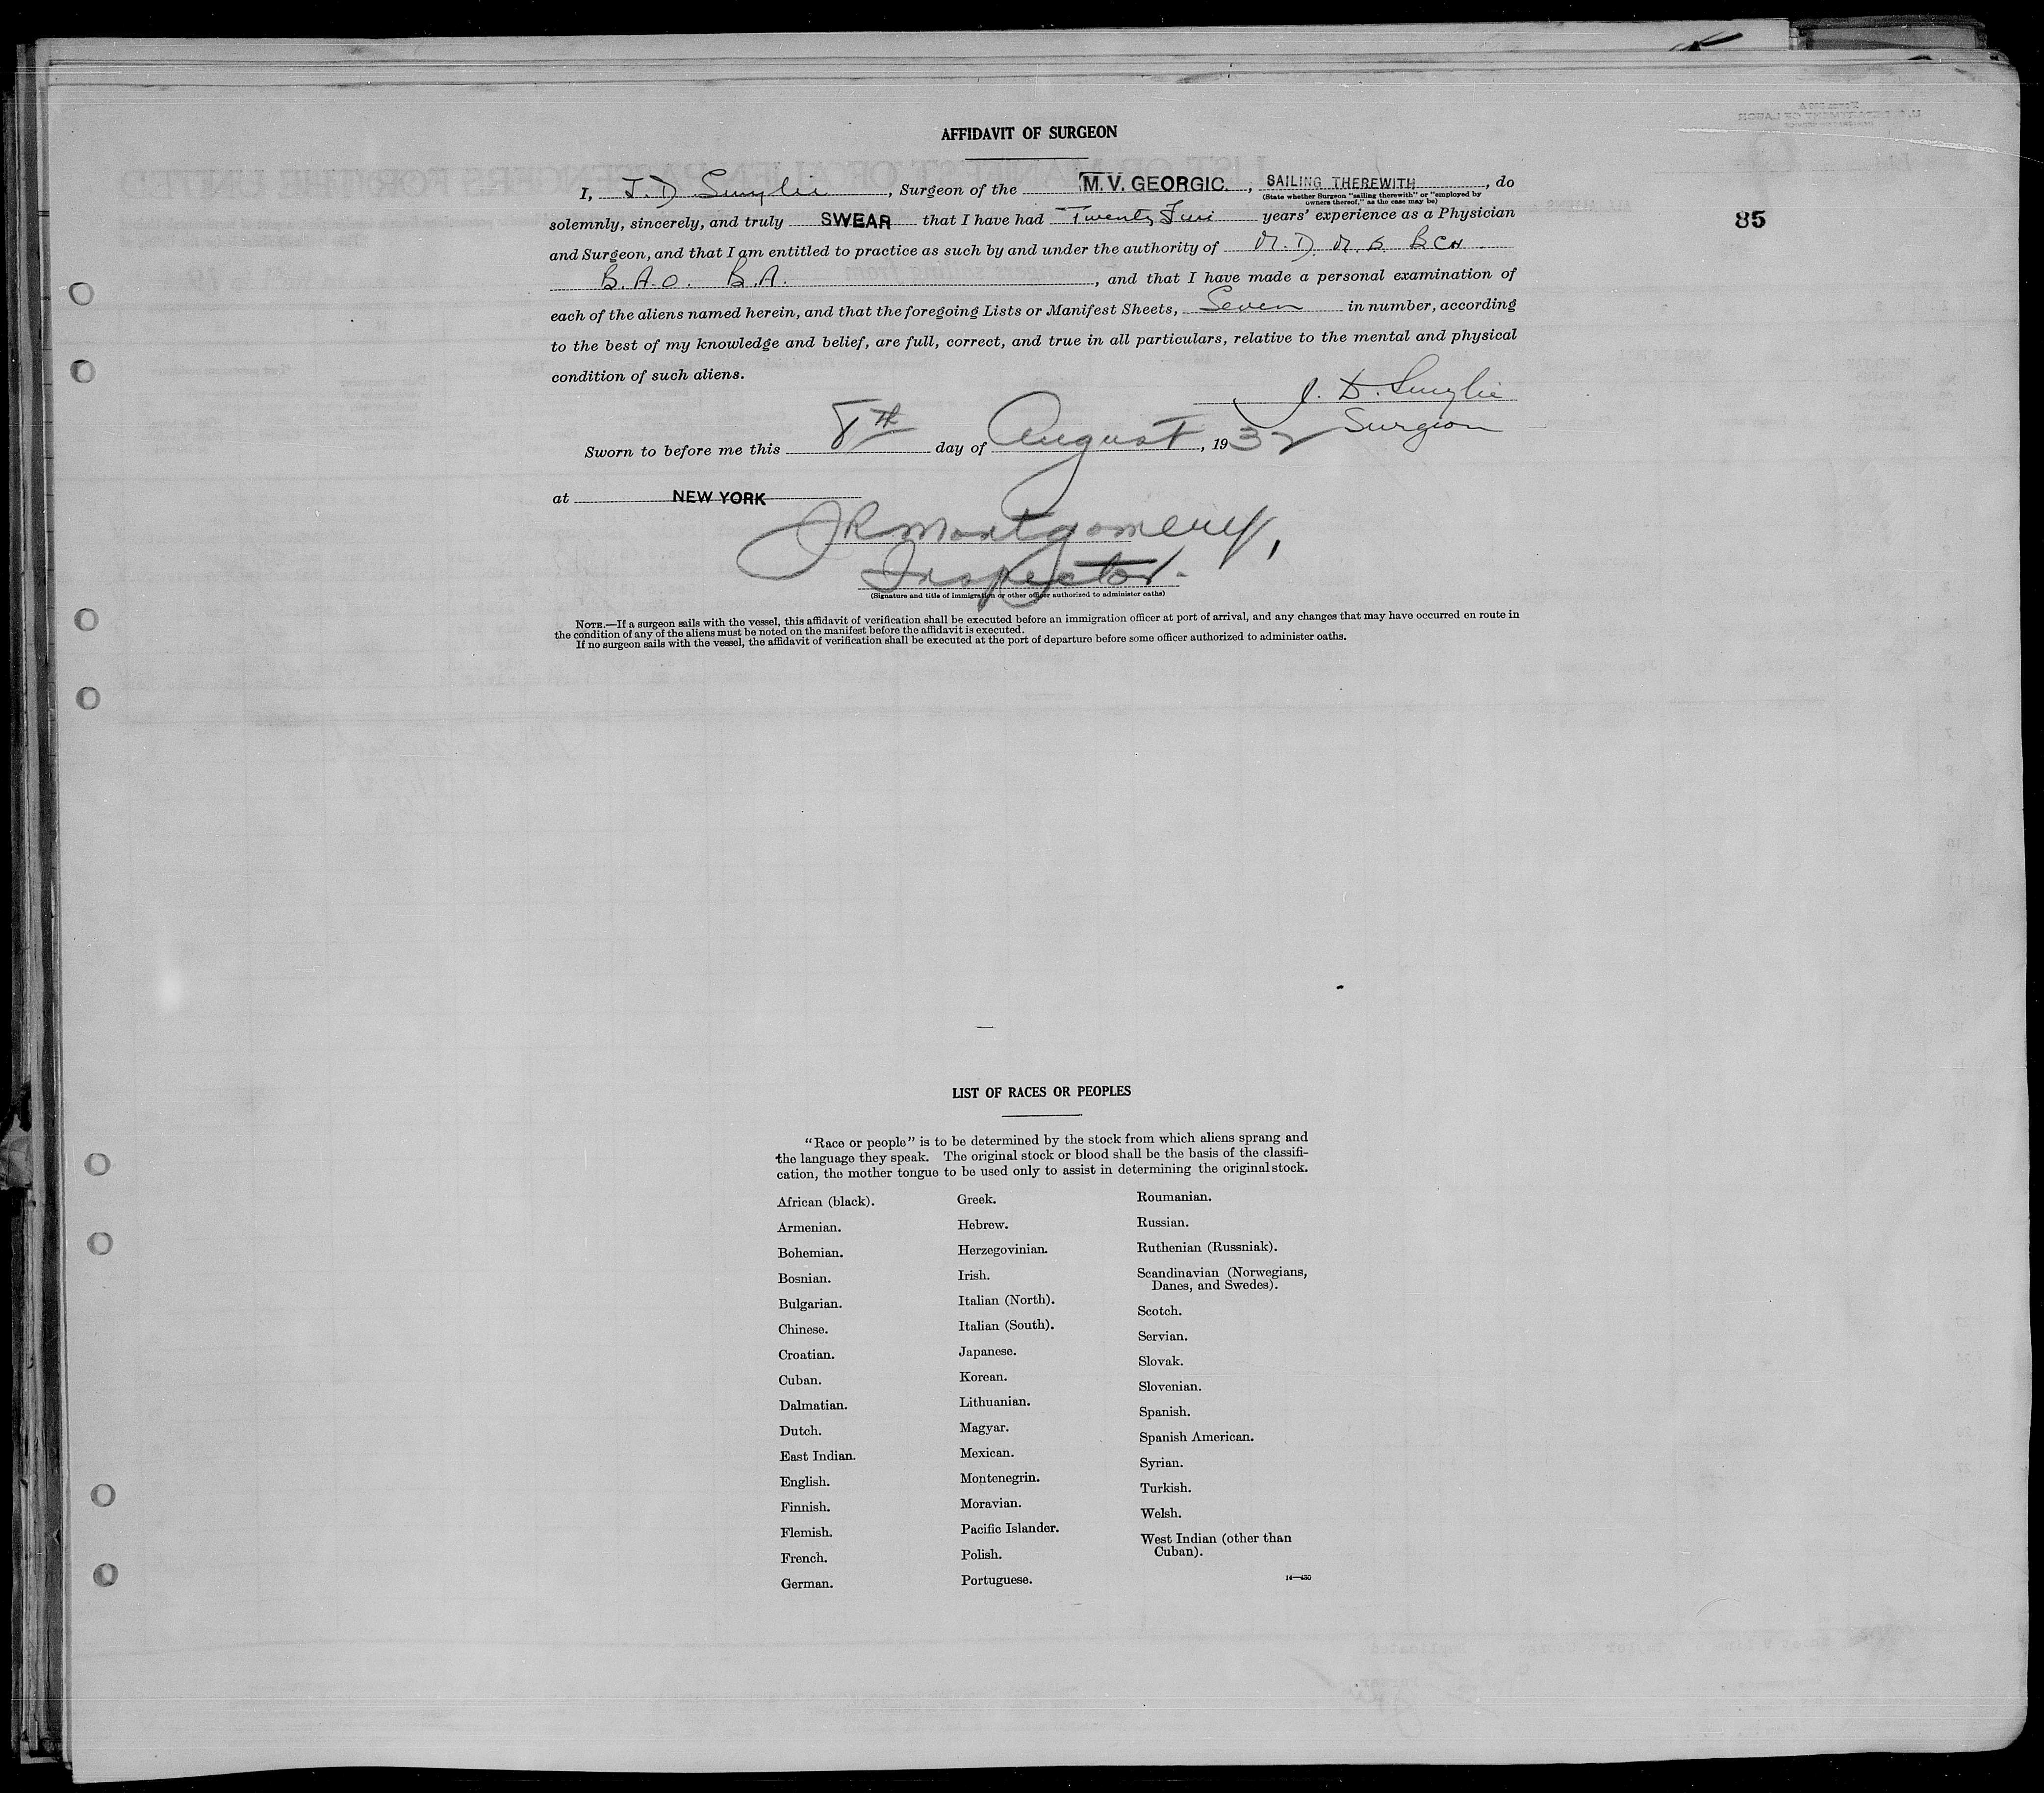 AFFIDAVIT OF SURGEON
I, J. D. Smylie, Surgeon of the M.V. GEORGIC., SAILING THEREWITH, do
(State whether Surgeon "sailing therewith" or "employed by
owners thereof," as the case may be)
85
solemnly, sincerely, and truly SWEAR that I have had Twenty Five years' experience as a Physician
and Surgeon, and that I am entitled to practice as such by and under the authority of M.D. M.B. B.CH
B.A.O. B.A., and that I have made a personal examination of
each of the aliens named herein, and that the foregoing Lists or Manifest Sheets, Seven in number, according
to the best of my knowledge and belief, are full, correct, and true in all particulars, relative to the mental and physical
condition of such aliens.
J. D. Smylie
Surgeon
Sworn to before me this 8th day of August, 1932
at NEW YORK
JR Montgomery,
Inspector.
(Signature and title of immigration or other officer authorized to administer oaths)
NOTE.—If a surgeon sails with the vessel, this affidavit of verification shall be executed before an immigration officer at port of arrival, and any changes that may have occurred en route in
the condition of any of the aliens must be noted on the manifest before the affidavit is executed.
If no surgeon sails with the vessel, the affidavit of verification shall be executed at the port of departure before some officer authorized to administer oaths.
LIST OF RACES OR PEOPLES
"Race or people" is to be determined by the stock from which aliens sprang and
the language they speak. The original stock or blood shall be the basis of the classifi-
cation, the mother tongue to be used only to assist in determining the original stock.
African (black).
Armenian.
Bohemian.
Bosnian.
Bulgarian.
Chinese.
Croatian.
Cuban.
Dalmatian.
Dutch.
East Indian.
English.
Finnish.
Flemish.
French.
German.
Greek.
Hebrew.
Herzegovinian.
Irish.
Italian (North).
Italian (South).
Japanese.
Korean.
Lithuanian.
Magyar.
Mexican.
Montenegrin.
Moravian.
Pacific Islander.
Polish.
Portuguese.
Roumanian.
Russian.
Ruthenian (Russniak).
Scandinavian (Norwegians,
Danes, and Swedes).
Scotch.
Servian.
Slovak.
Slovenian.
Spanish.
Spanish American.
Syrian.
Turkish.
Welsh.
West Indian (other than
Cuban).
14—430